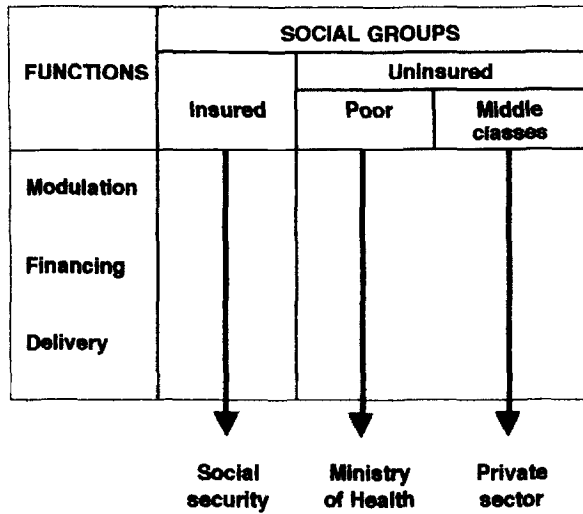 SOCIAL GROUPS
FUNCTIONS
Uninsured
Insured
Poor
Middle
classes
Modulation
Financing
Delivery
Social
security
Ministry
of Health
Private
sector